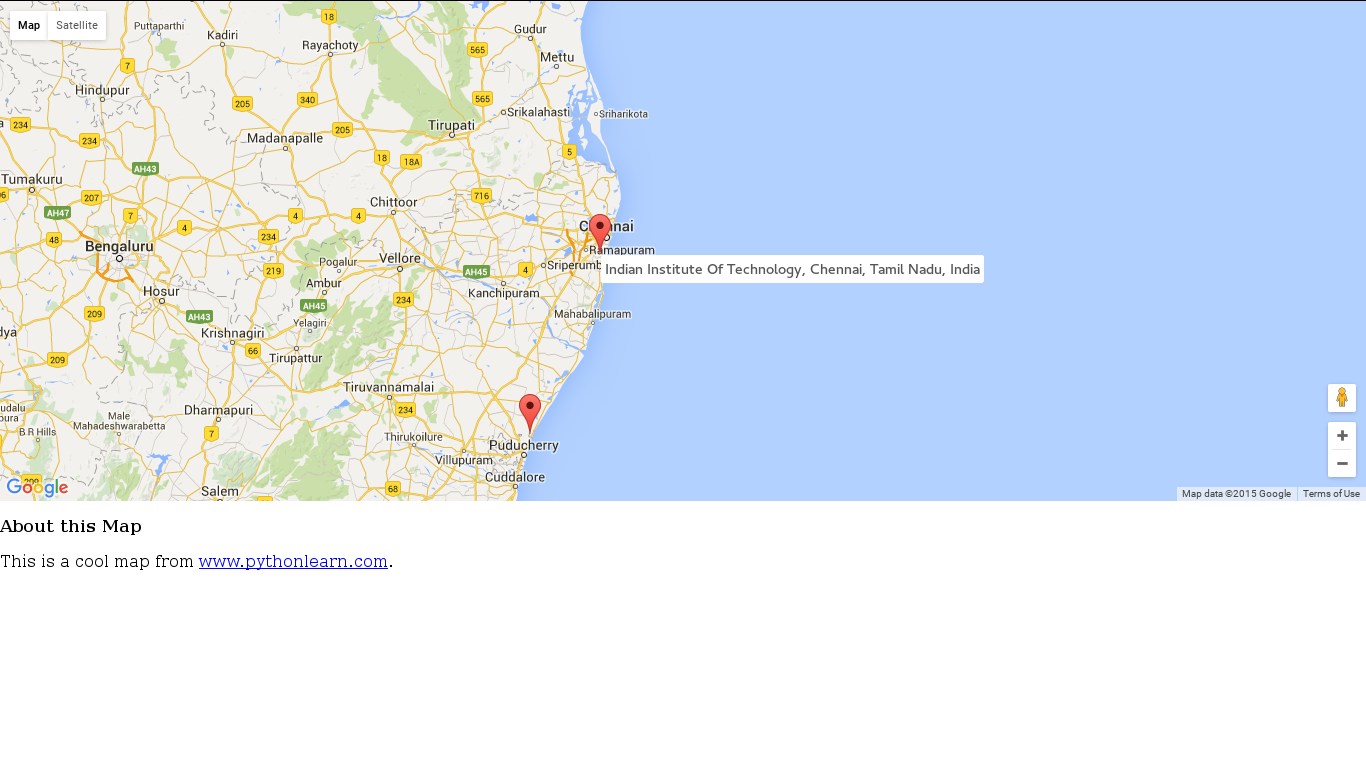 Map Satellite
Puttaparthi
Kadiri
Rayachoty
18
Gudur
565
Mettu
7
Hindupur
205
340
565
Srikalahasti
Sriharikota
234
234
Madanapalle
205
Tirupati
18
18A
5
AH43
Tumakuru
207
716
AH47
7
4
Chittoor
4
4
48
Bengaluru
234
Chennai
Ramapuram
219
Pogalur
Vellore
AH45
4
Sriperumb
Indian Institute Of Technology, Chennai, Tamil Nadu, India
Ambur
Hosur
234
Kanchipuram
209
AH43
AH45
Mahabalipuram
Yelagiri
Krishnagiri
66
Tirupattur
209
Tiruvannamalai
234
Dharmapuri
Male
Mahadeshwarabetta
B R Hills
7
Thirukoilure
Puducherry
Villupuram
Cuddalore
209
Salem
68
Google
Map data ©2015 Google Terms of Use
About this Map
This is a cool map from www.pythonlearn.com.